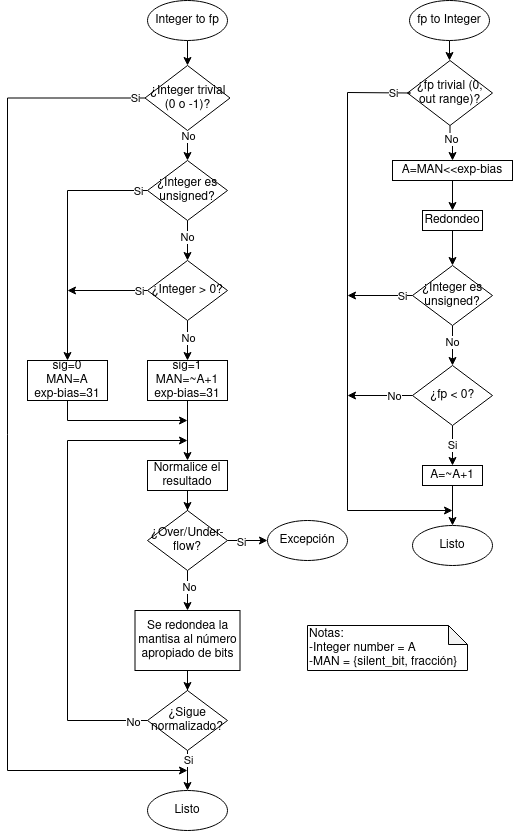 Integer to fp
¿Integer trivial
(0 o -1)?
Si
No
¿Integer es
unsigned?
Si
No
¿Integer > 0?
Si
No
sig=0
MAN=A
exp-bias=31
sig=1
MAN=~A+1
exp-bias=31
Normalice el
resultado
¿Over/Under-
flow?
Si
Excepción
No
Se redondea la
mantisa al número
apropiado de bits
¿Sigue
normalizado?
No
Si
Listo
fp to Integer
¿fp trivial (0,
out range)?
Si
No
A=MAN<<exp-bias
Redondeo
¿Integer es
unsigned?
Si
No
¿fp < 0?
No
Si
A=~A+1
Listo
Notas:
-Integer number = A
-MAN = {silent_bit, fracción}